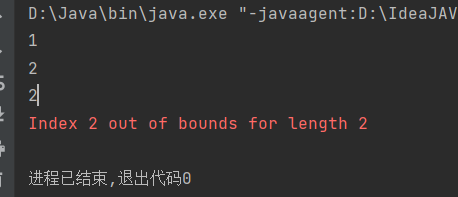 D:\Java\bin\java.exe "-javaagent:D:\IdeaJAV
1
2
2
Index 2 out of bounds for length 2
进程已结束,退出代码0